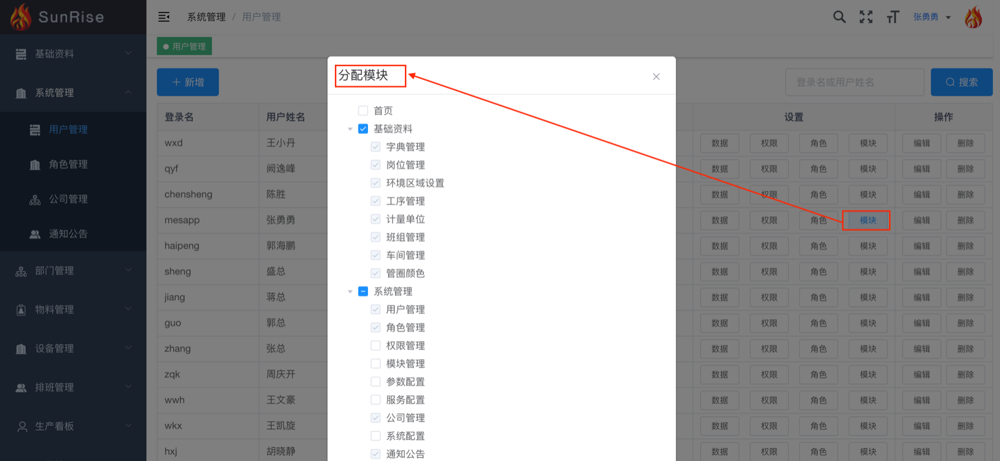 SunRise
系统管理 / 用户管理
张勇勇
用户管理
基础资料
系统管理
用户管理
角色管理
公司管理
通知公告
部门管理
物料管理
设备管理
排班管理
生产看板
新增
登录名或用户姓名
搜索
登录名 用户姓名 设置 操作
wxd 王小丹 数据 权限 角色 模块 编辑 删除
qyf 阙逸峰 数据 权限 角色 模块 编辑 删除
chensheng 陈胜 数据 权限 角色 模块 编辑 删除
mesapp 张勇勇 数据 权限 角色 模块 编辑 删除
haipeng 郭海鹏 数据 权限 角色 模块 编辑 删除
sheng 盛总 数据 权限 角色 模块 编辑 删除
jiang 蒋总 数据 权限 角色 模块 编辑 删除
guo 郭总 数据 权限 角色 模块 编辑 删除
zhang 张总 数据 权限 角色 模块 编辑 删除
zqk 周庆开 数据 权限 角色 模块 编辑 删除
wwh 王文豪 数据 权限 角色 模块 编辑 删除
wkx 王凯旋 数据 权限 角色 模块 编辑 删除
hxj 胡晓静 数据 权限 角色 模块 编辑 删除
分配模块
首页
基础资料
字典管理
岗位管理
环境区域设置
工序管理
计量单位
班组管理
车间管理
管圈颜色
系统管理
用户管理
角色管理
权限管理
模块管理
参数配置
服务配置
公司管理
系统配置
通知公告